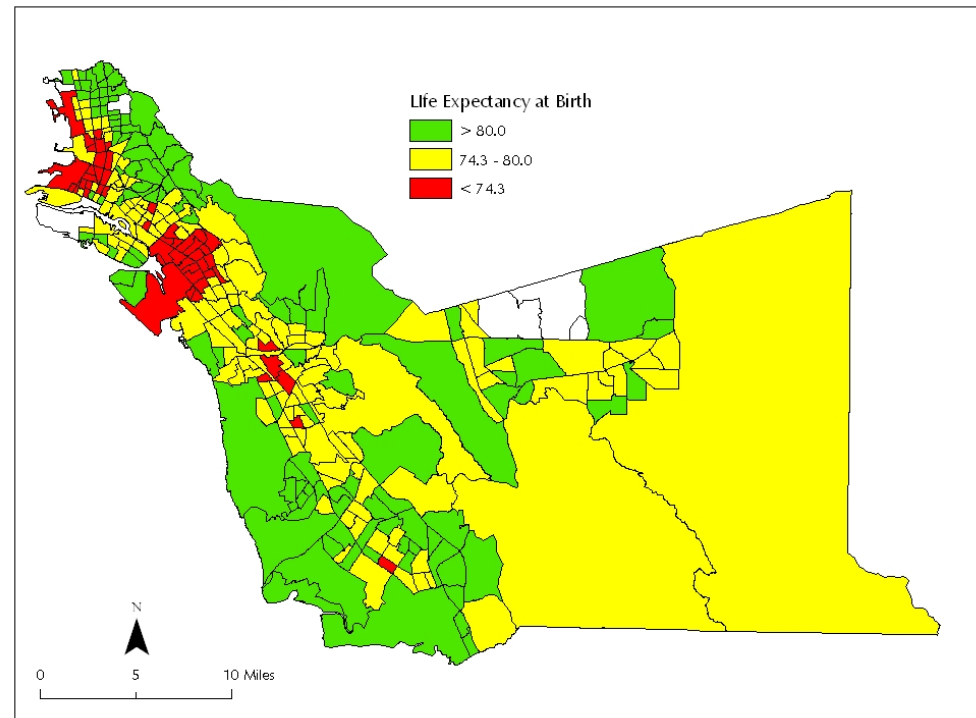 LIfe Expectancy at Birth
> 80.0
74.3 - 80.0
< 74.3
N
0 5 10 Miles